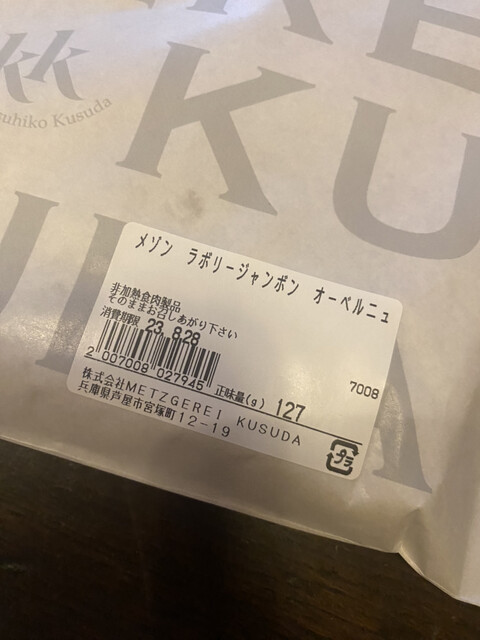 kk
suhiko Kusuda
KU
メゾン ラボリージャンボン オーベルニュ
非加熱食肉製品
そのままお召しあがり下さい
消費期限 23. 8.28
7008
2 007008 027945
正味量(g) 127
株式会社METZGEREI KUSUDA
兵庫県芦屋市宮塚町12-19
プラ